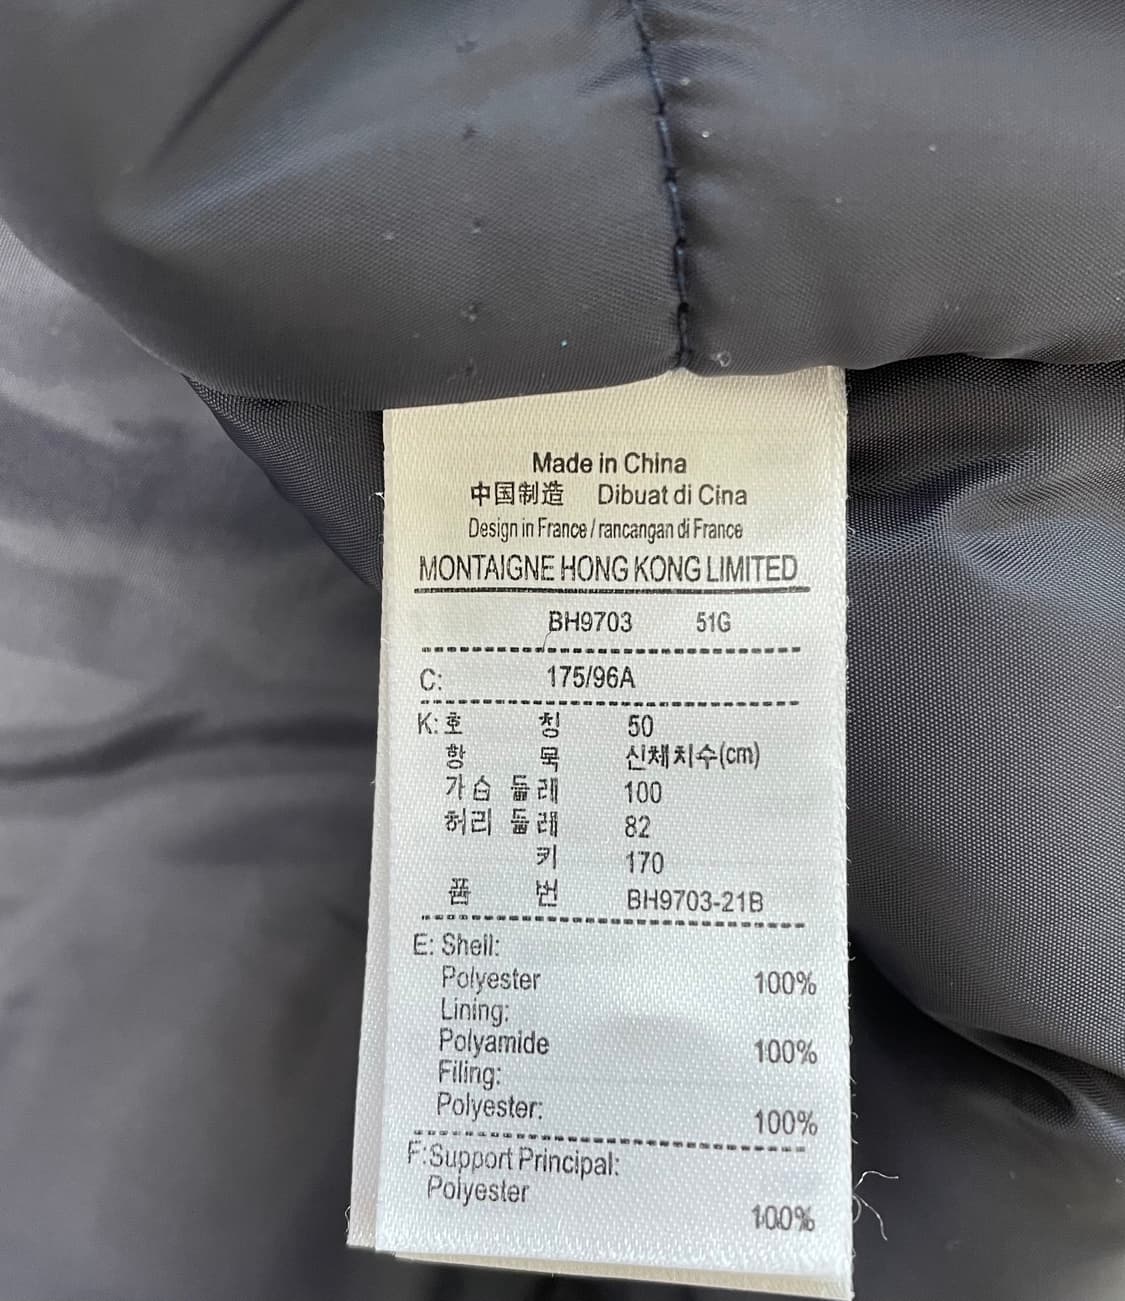 Made in China
中国制造 Dibuat di Cina
Design in France / rancangan di France
MONTAIGNE HONG KONG LIMITED
BH9703 51G
C: 175/96A
K: 호 칭 50
항 목 신체치수(cm)
가슴 둘레 100
허리 둘레 82
키 170
품 번 BH9703-21B
E: Shell:
Polyester 100%
Lining:
Polyamide 100%
Filing:
Polyester: 100%
F:Support Principal:
Polyester
100%